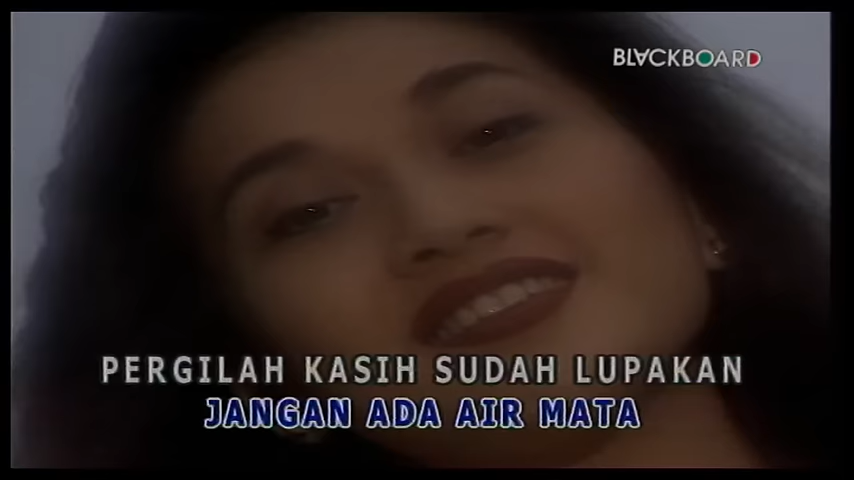 BLACKBOARD
PERGILAH KASIH SUDAH LUPAKAN
JANGAN ADA AIR MATA